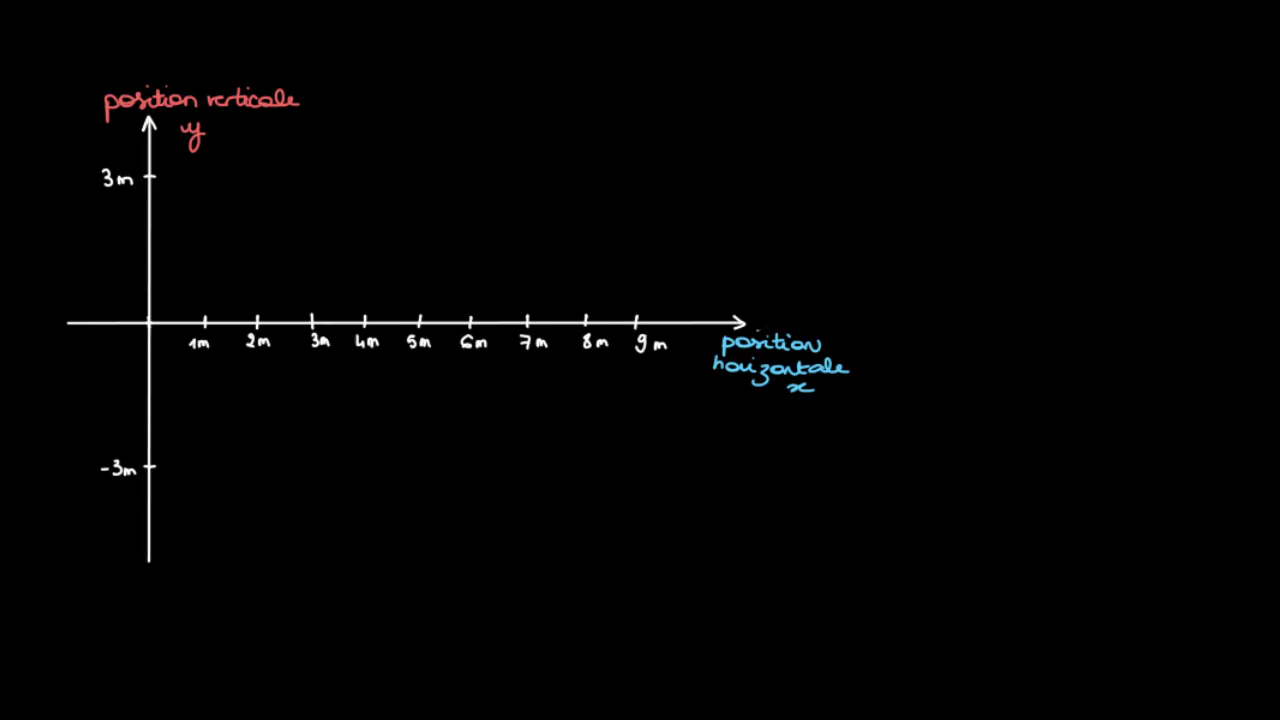 position verticale
y
3m
1m 2m 3m 4m 5m 6m 7m 8m 9m
position
horizontale
x
-3m